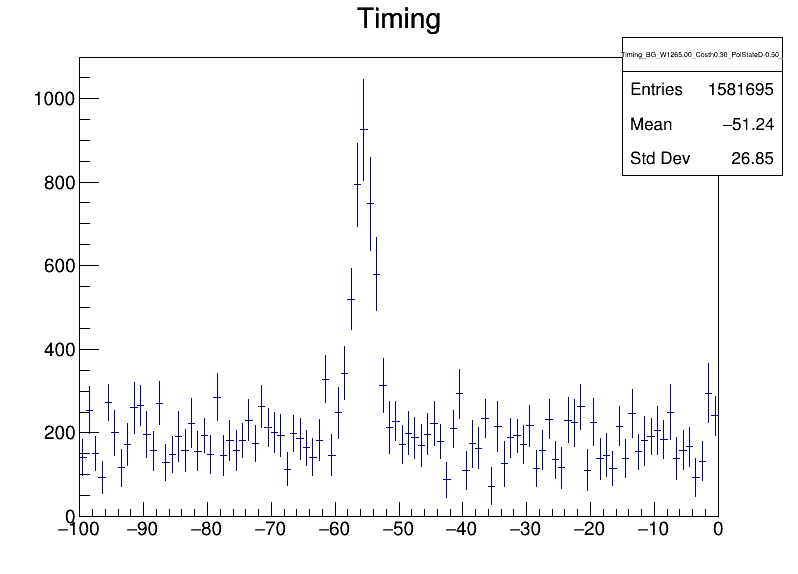 Timing
Timing_BG_W1265.00_Costh0.30_PolStateD-0.50_
Entries 1581695
Mean −51.24
Std Dev 26.85
1000
800
600
400
200
0
−100 −90 −80 −70 −60 −50 −40 −30 −20 −10 0